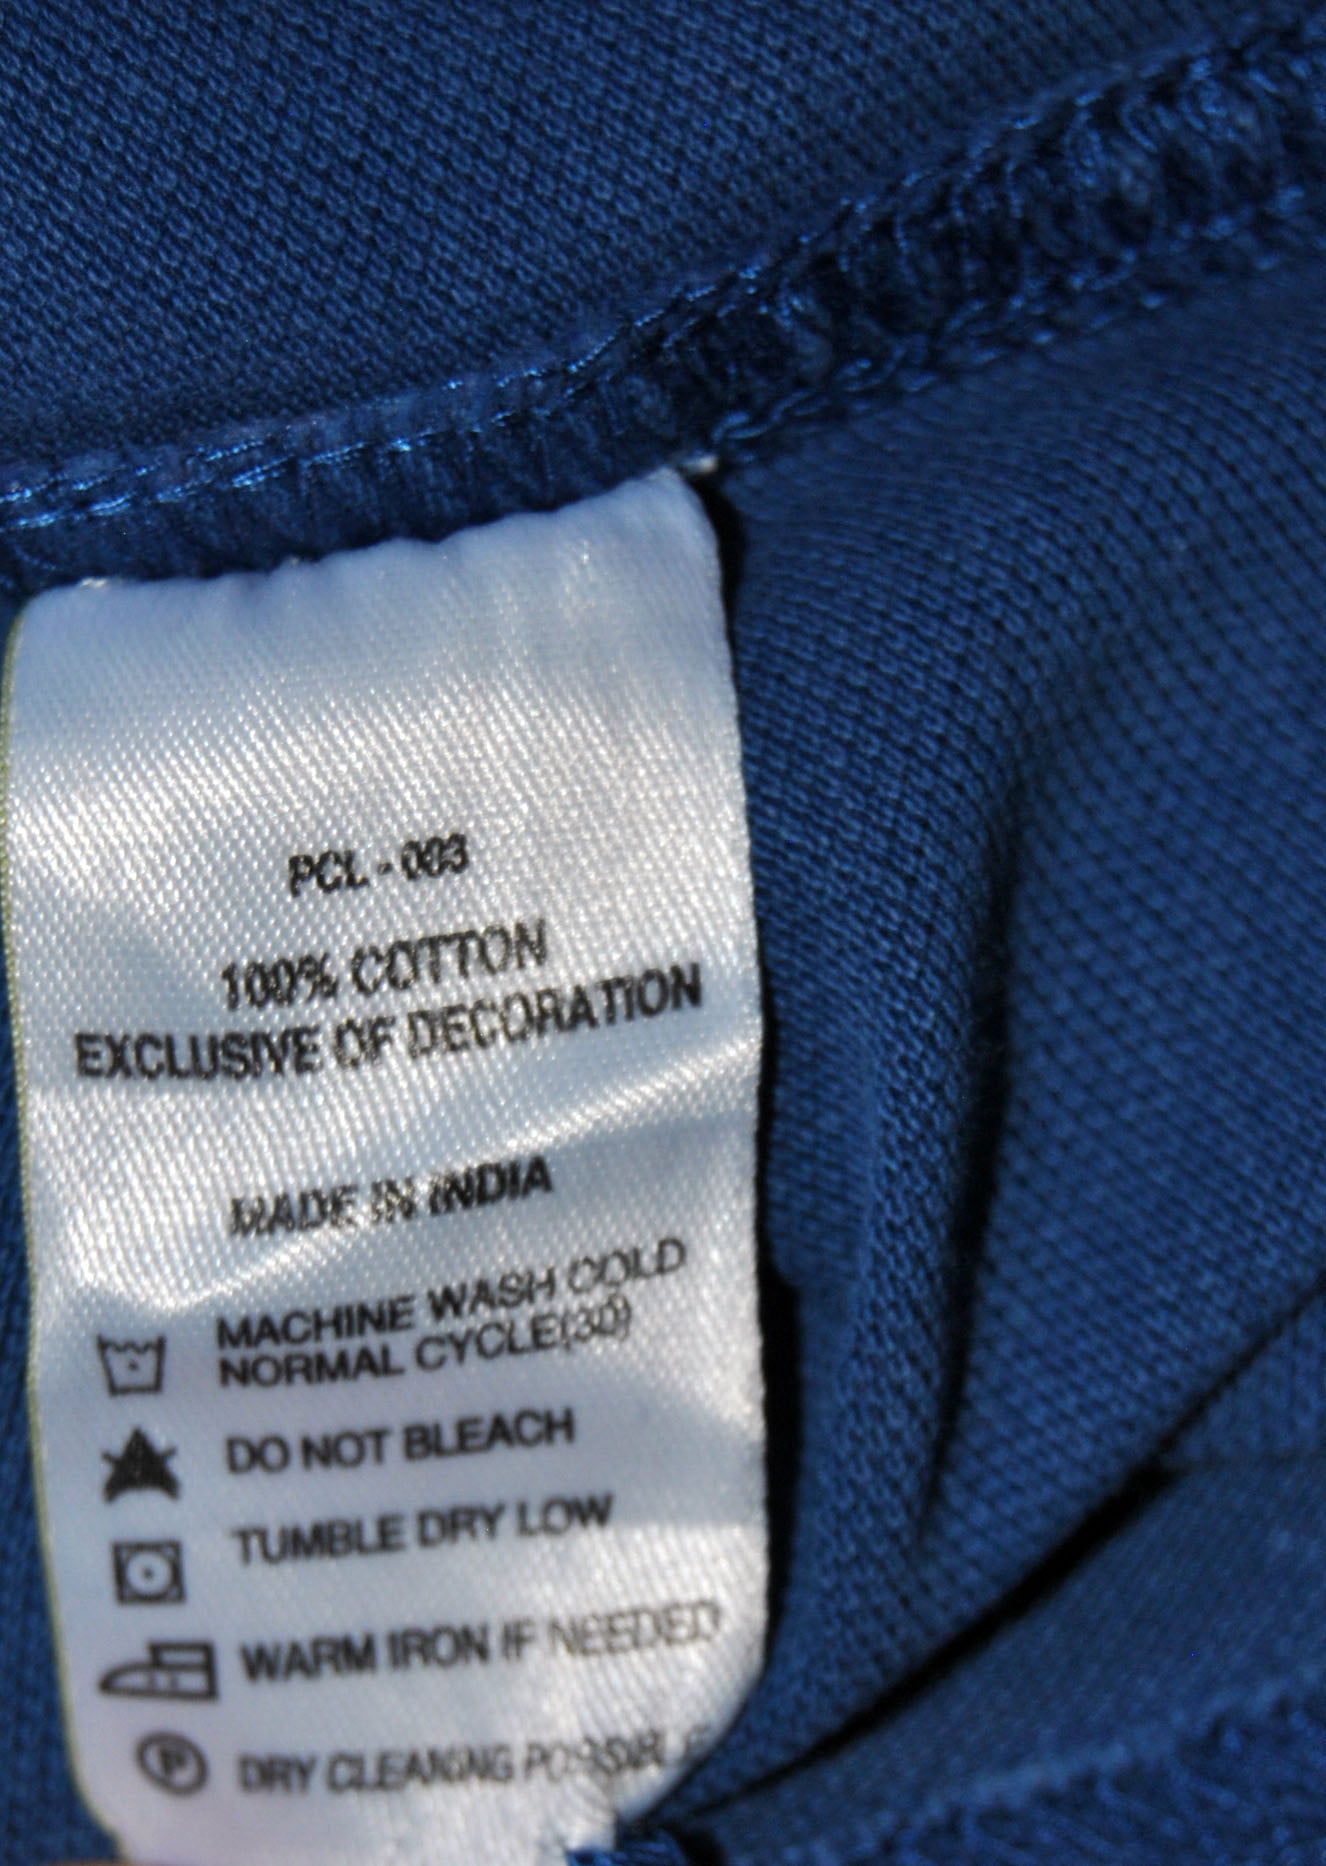 PCL - 003
100% COTTON
EXCLUSIVE OF DECORATION
MADE IN INDIA
MACHINE WASH COLD
NORMAL CYCLE(30)
DO NOT BLEACH
TUMBLE DRY LOW
WARM IRON IF NEEDED
P DRY CLEANING POSSIBLE